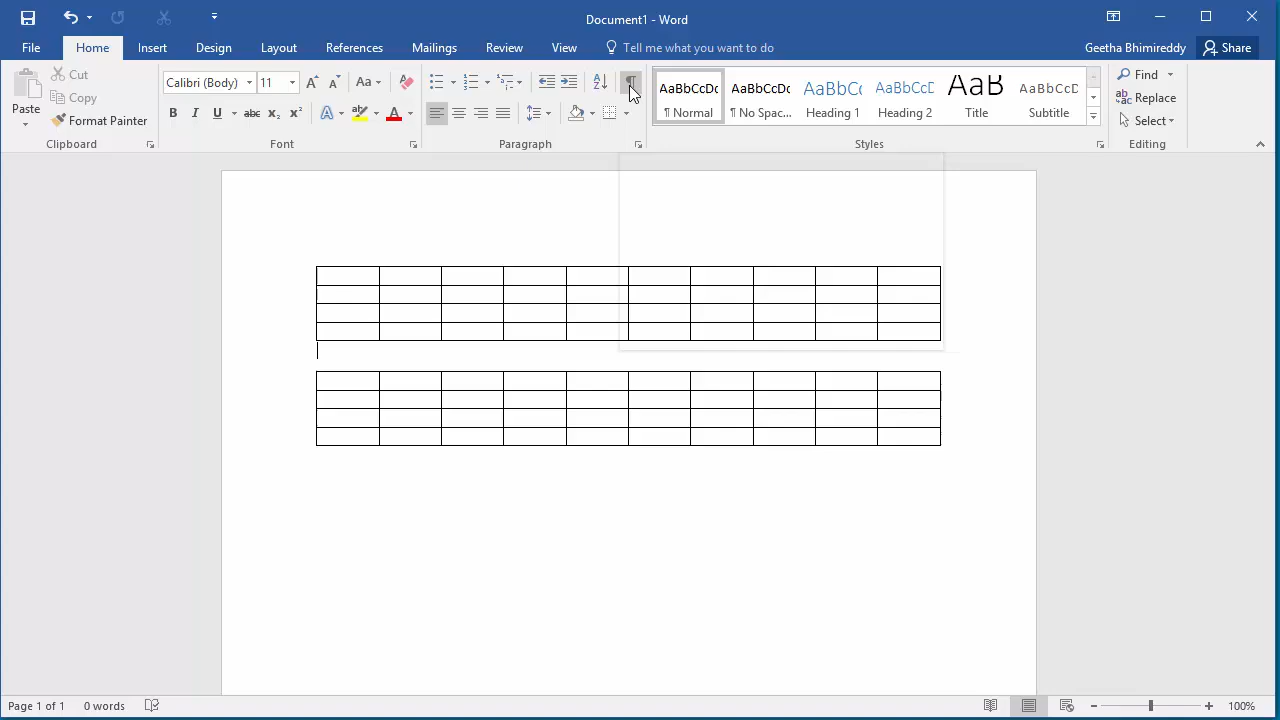 Document1 - Word
File Home Insert Design Layout References Mailings Review View Tell me what you want to do Geetha Bhimireddy Share
Cut
Copy
Format Painter
Paste
Clipboard
Calibri (Body) 11 A A Aa A
B I U abc x₂ x² A A
Font
Paragraph
AaBbCcDc AaBbCcDc AaBbCc AaBbCcD AaB AaBbCcD
¶ Normal ¶ No Spac... Heading 1 Heading 2 Title Subtitle
Styles
Find
Replace
Select
Editing
Page 1 of 1 0 words 100%